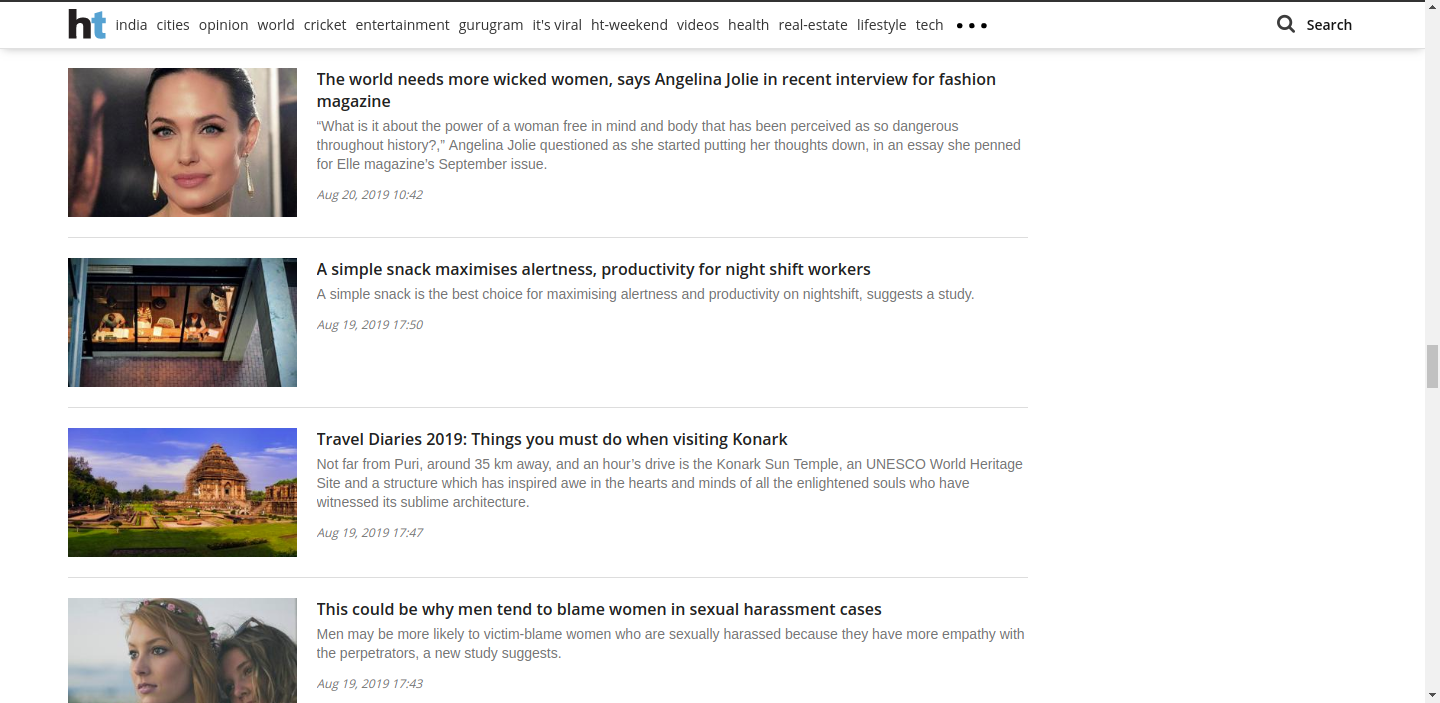 ht india cities opinion world cricket entertainment gurugram it's viral ht-weekend videos health real-estate lifestyle tech ••• Search
The world needs more wicked women, says Angelina Jolie in recent interview for fashion
magazine
“What is it about the power of a woman free in mind and body that has been perceived as so dangerous
throughout history?,” Angelina Jolie questioned as she started putting her thoughts down, in an essay she penned
for Elle magazine’s September issue.
Aug 20, 2019 10:42
A simple snack maximises alertness, productivity for night shift workers
A simple snack is the best choice for maximising alertness and productivity on nightshift, suggests a study.
Aug 19, 2019 17:50
Travel Diaries 2019: Things you must do when visiting Konark
Not far from Puri, around 35 km away, and an hour’s drive is the Konark Sun Temple, an UNESCO World Heritage
Site and a structure which has inspired awe in the hearts and minds of all the enlightened souls who have
witnessed its sublime architecture.
Aug 19, 2019 17:47
This could be why men tend to blame women in sexual harassment cases
Men may be more likely to victim-blame women who are sexually harassed because they have more empathy with
the perpetrators, a new study suggests.
Aug 19, 2019 17:43